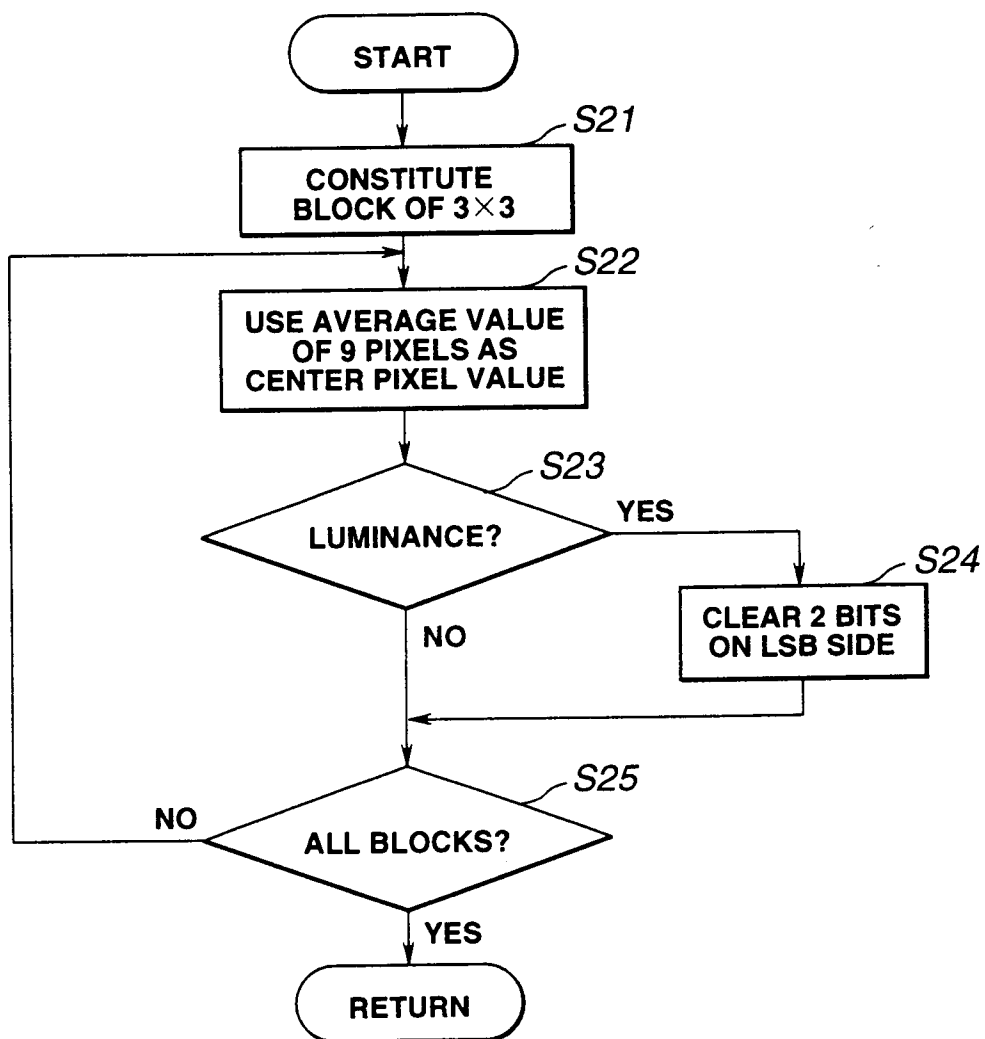 START
S21
CONSTITUTE
BLOCK OF 3×3
S22
USE AVERAGE VALUE
OF 9 PIXELS AS
CENTER PIXEL VALUE
S23
LUMINANCE?
YES
S24
CLEAR 2 BITS
ON LSB SIDE
NO
S25
NO
ALL BLOCKS?
YES
RETURN